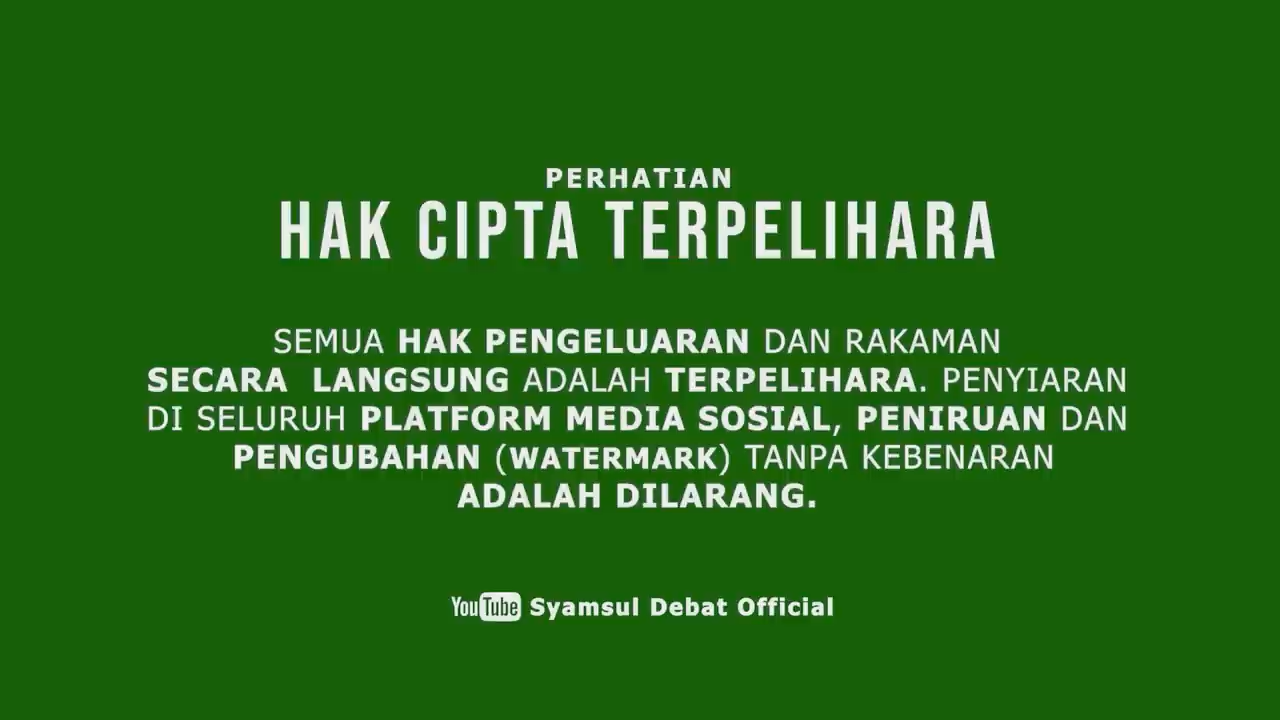 PERHATIAN
HAK CIPTA TERPELIHARA
SEMUA HAK PENGELUARAN DAN RAKAMAN
SECARA LANGSUNG ADALAH TERPELIHARA. PENYIARAN
DI SELURUH PLATFORM MEDIA SOSIAL, PENIRUAN DAN
PENGUBAHAN (WATERMARK) TANPA KEBENARAN
ADALAH DILARANG.
YouTube Syamsul Debat Official